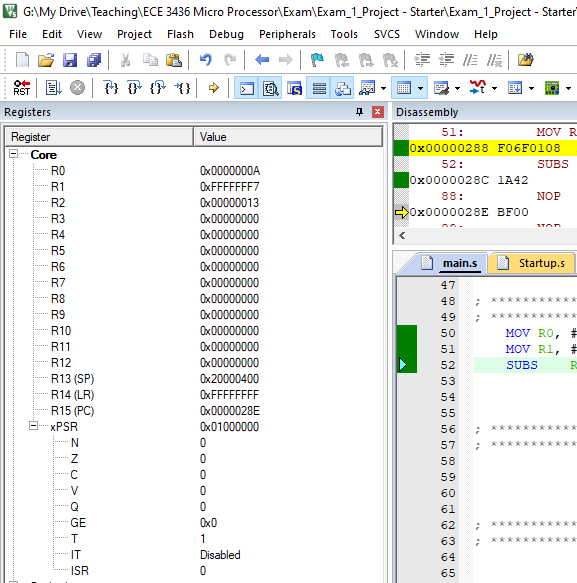 G:\My Drive\Teaching\ECE 3436 Micro Processor\Exam\Exam_1_Project - Starter\Exam_1_Project - Starter
File Edit View Project Flash Debug Peripherals Tools SVCS Window Help
RST
Registers
Register Value
Core
R0 0x0000000A
R1 0xFFFFFFF7
R2 0x00000013
R3 0x00000000
R4 0x00000000
R5 0x00000000
R6 0x00000000
R7 0x00000000
R8 0x00000000
R9 0x00000000
R10 0x00000000
R11 0x00000000
R12 0x00000000
R13 (SP) 0x20000400
R14 (LR) 0xFFFFFFFF
R15 (PC) 0x0000028E
xPSR 0x01000000
N 0
Z 0
C 0
V 0
Q 0
GE 0x0
T 1
IT Disabled
ISR 0
Disassembly
51: MOV R
0x00000288 F06F0108
52: SUBS
0x0000028C 1A42
88: NOP
0x0000028E BF00
main.s Startup.s
47
48 ; ************
49 ; ************
50 MOV R0, #
51 MOV R1, #
52 SUBS R
53
54
55
56 ; ************
57 ; ************
58
59
60
61
62 ; ************
63 ; ************
64
65